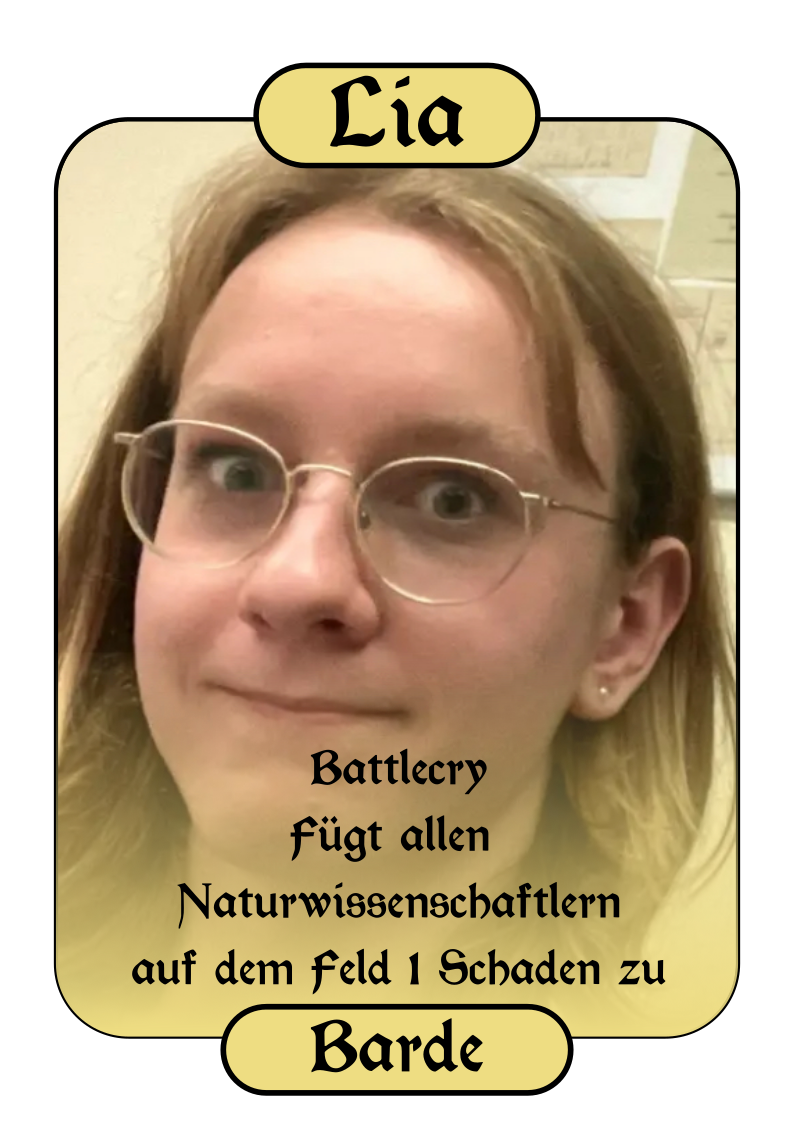 Lia
Battlecry
Fügt allen
Naturwissenschaftlern
auf dem Feld 1 Schaden zu
Barde